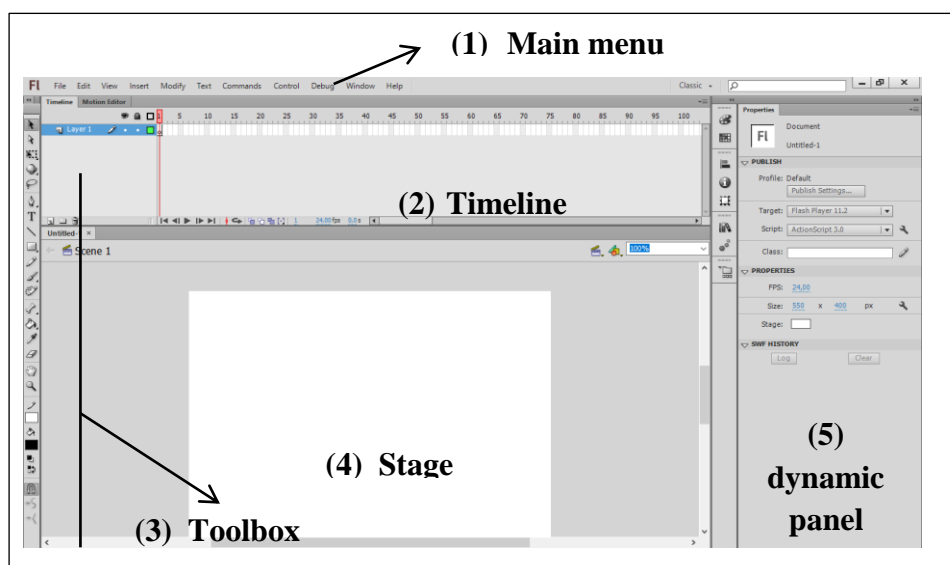 (1) Main menu
Fl File Edit View Insert Modify Text Commands Control Debug Window Help Classic
Timeline Motion Editor
1 5 10 15 20 25 30 35 40 45 50 55 60 65 70 75 80 85 90 95 100
Layer 1
(2) Timeline
1 24,00 fps 0,0 s
Untitled-
Scene 1
100%
(4) Stage
(3) Toolbox
T
Properties
Fl
Document
Untitled-1
PUBLISH
Profile: Default
Publish Settings...
Target: Flash Player 11.2
Script: ActionScript 3.0
Class:
PROPERTIES
FPS: 24,00
Size: 550 x 400 px
Stage:
SWF HISTORY
Log Clear
(5)
dynamic
panel